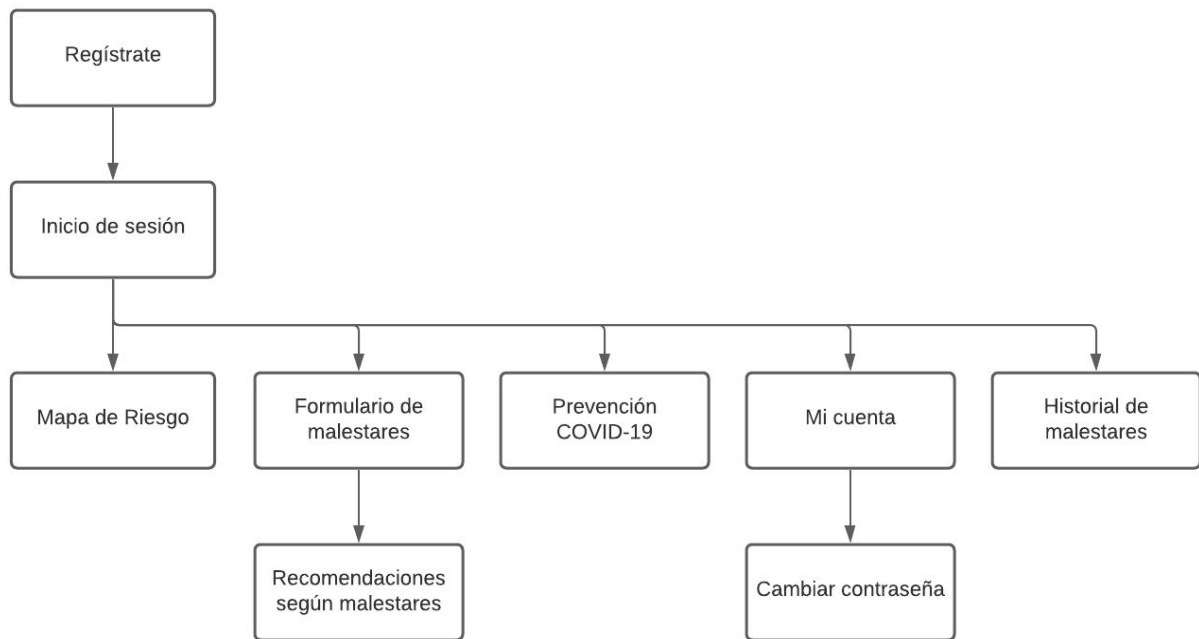 Regístrate
Inicio de sesión
Mapa de Riesgo
Formulario de
malestares
Prevención
COVID-19
Mi cuenta
Historial de
malestares
Recomendaciones
según malestares
Cambiar contraseña